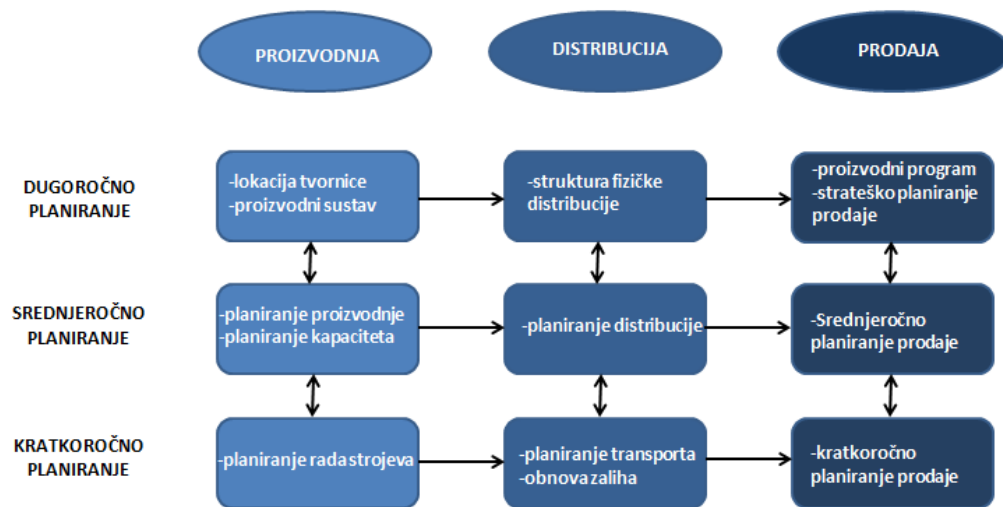 PROIZVODNJA
DISTRIBUCIJA
PRODAJA
DUGOROČNO
PLANIRANJE
-lokacija tvornice
-proizvodni sustav
-struktura fizičke
distribucije
-proizvodni program
-strateško planiranje
prodaje
SREDNJEROČNO
PLANIRANJE
-planiranje proizvodnje
-planiranje kapaciteta
-planiranje distribucije
-Srednjeročno
planiranje prodaje
KRATKOROČNO
PLANIRANJE
-planiranje rada strojeva
-planiranje transporta
-obnova zaliha
-kratkoročno
planiranje prodaje